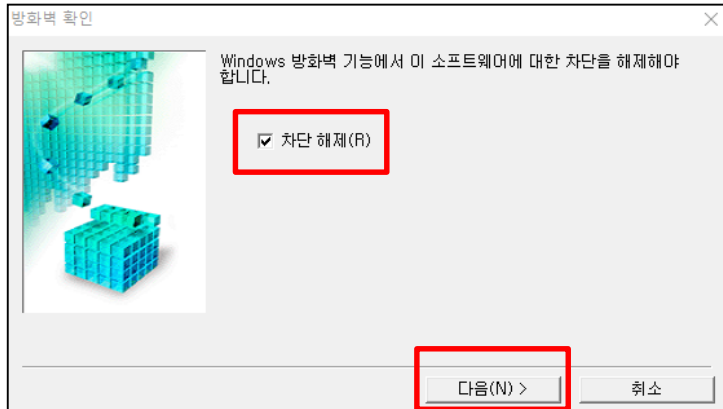 방화벽 확인
Windows 방화벽 기능에서 이 소프트웨어에 대한 차단을 해제해야
합니다.
차단 해제(R)
다음(N) >
취소